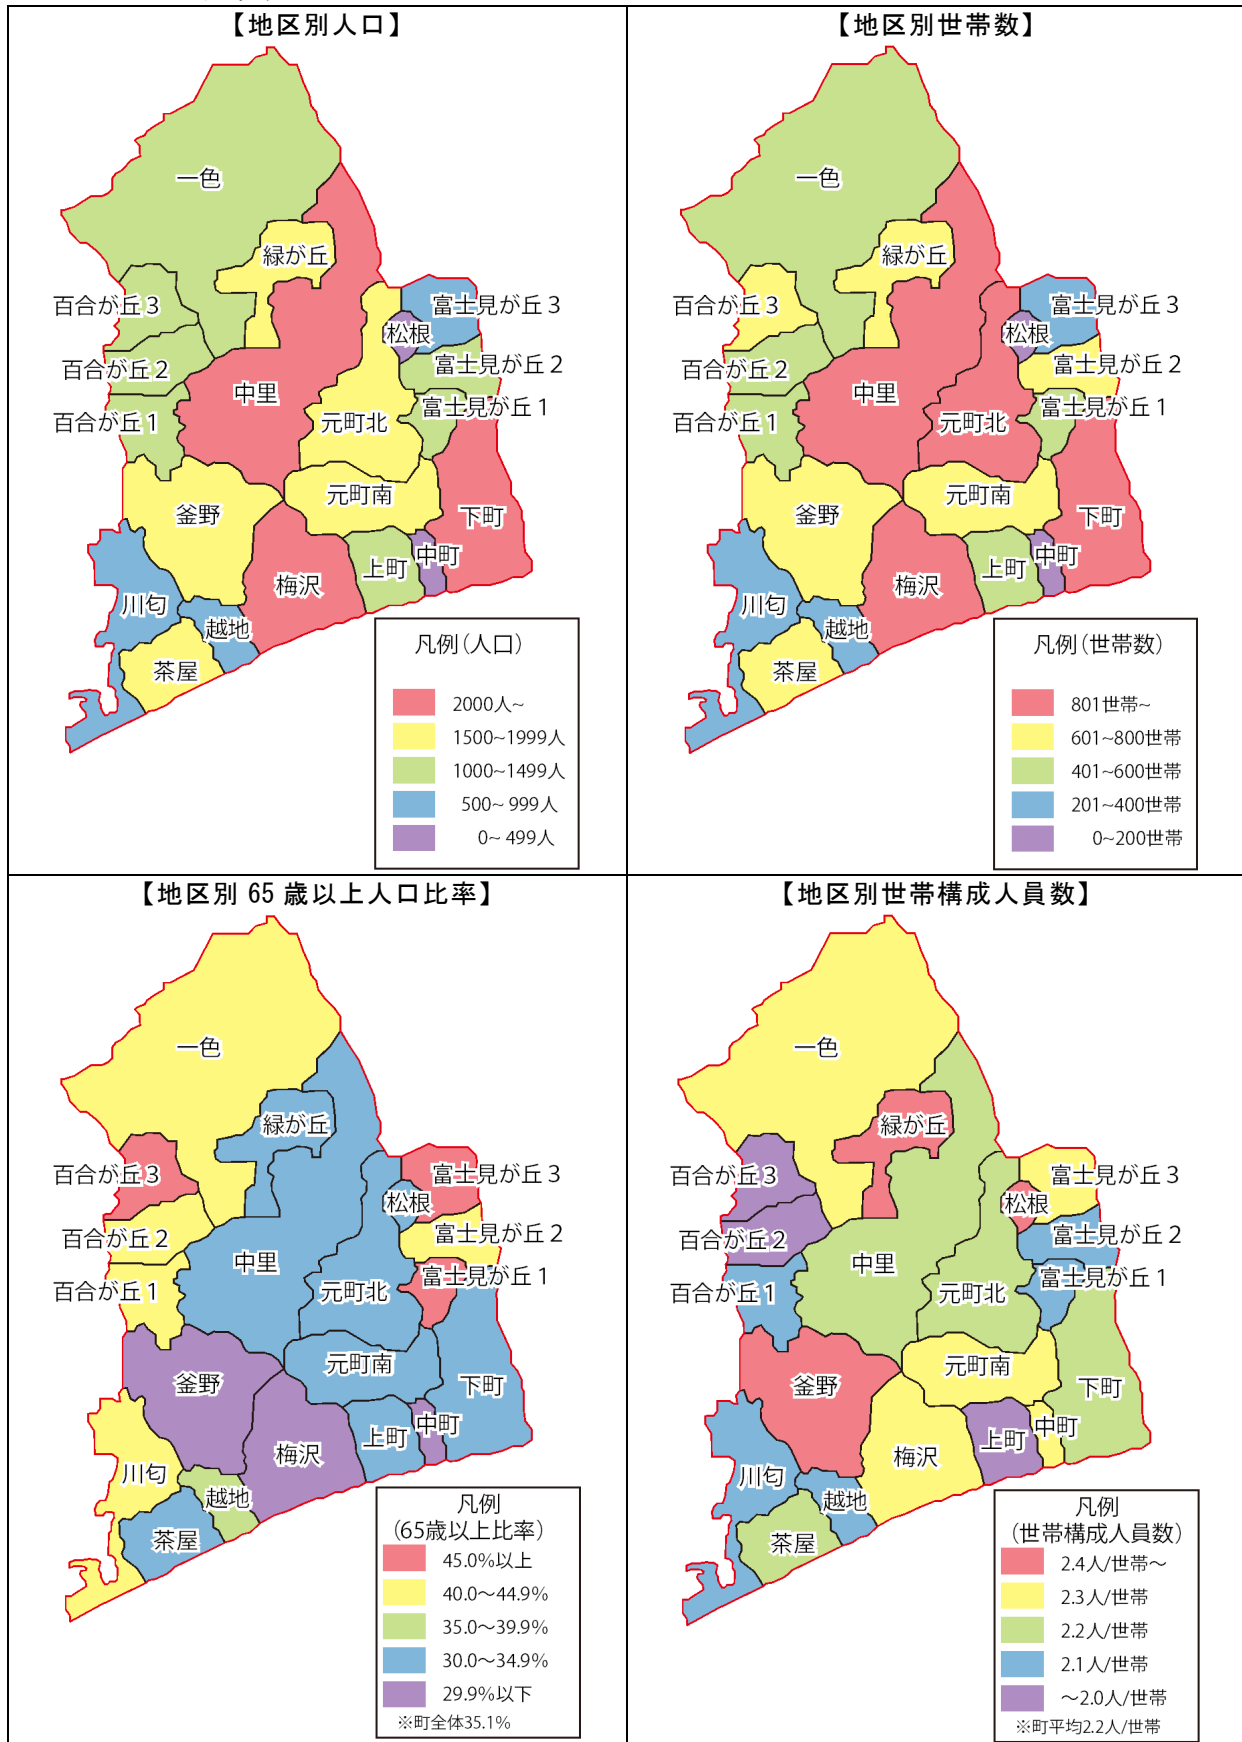 【地区別人口】
一色
緑が丘
百合が丘3
富士見が丘3
松根
百合が丘2
富士見が丘2
中里
富士見が丘1
百合が丘1
元町北
元町南
釜野
下町
中町
上町
梅沢
川匂
越地
茶屋
凡例(人口)
2000人~
1500~1999人
1000~1499人
500~ 999人
0~ 499人
【地区別世帯数】
一色
緑が丘
百合が丘3
富士見が丘3
松根
百合が丘2
富士見が丘2
中里
富士見が丘1
百合が丘1
元町北
元町南
釜野
下町
中町
上町
梅沢
川匂
越地
茶屋
凡例(世帯数)
801世帯~
601~800世帯
401~600世帯
201~400世帯
0~200世帯
【地区別 65 歳以上人口比率】
一色
緑が丘
百合が丘3
富士見が丘3
松根
百合が丘2
富士見が丘2
中里
富士見が丘1
百合が丘1
元町北
元町南
釜野
下町
中町
上町
梅沢
川匂
越地
茶屋
凡例
(65歳以上比率)
45.0%以上
40.0～44.9%
35.0～39.9%
30.0～34.9%
29.9%以下
※町全体35.1%
【地区別世帯構成人員数】
一色
緑が丘
百合が丘3
富士見が丘3
松根
百合が丘2
富士見が丘2
中里
富士見が丘1
百合が丘1
元町北
元町南
釜野
下町
中町
上町
梅沢
川匂
越地
茶屋
凡例
(世帯構成人員数)
2.4人/世帯～
2.3人/世帯
2.2人/世帯
2.1人/世帯
～2.0人/世帯
※町平均2.2人/世帯